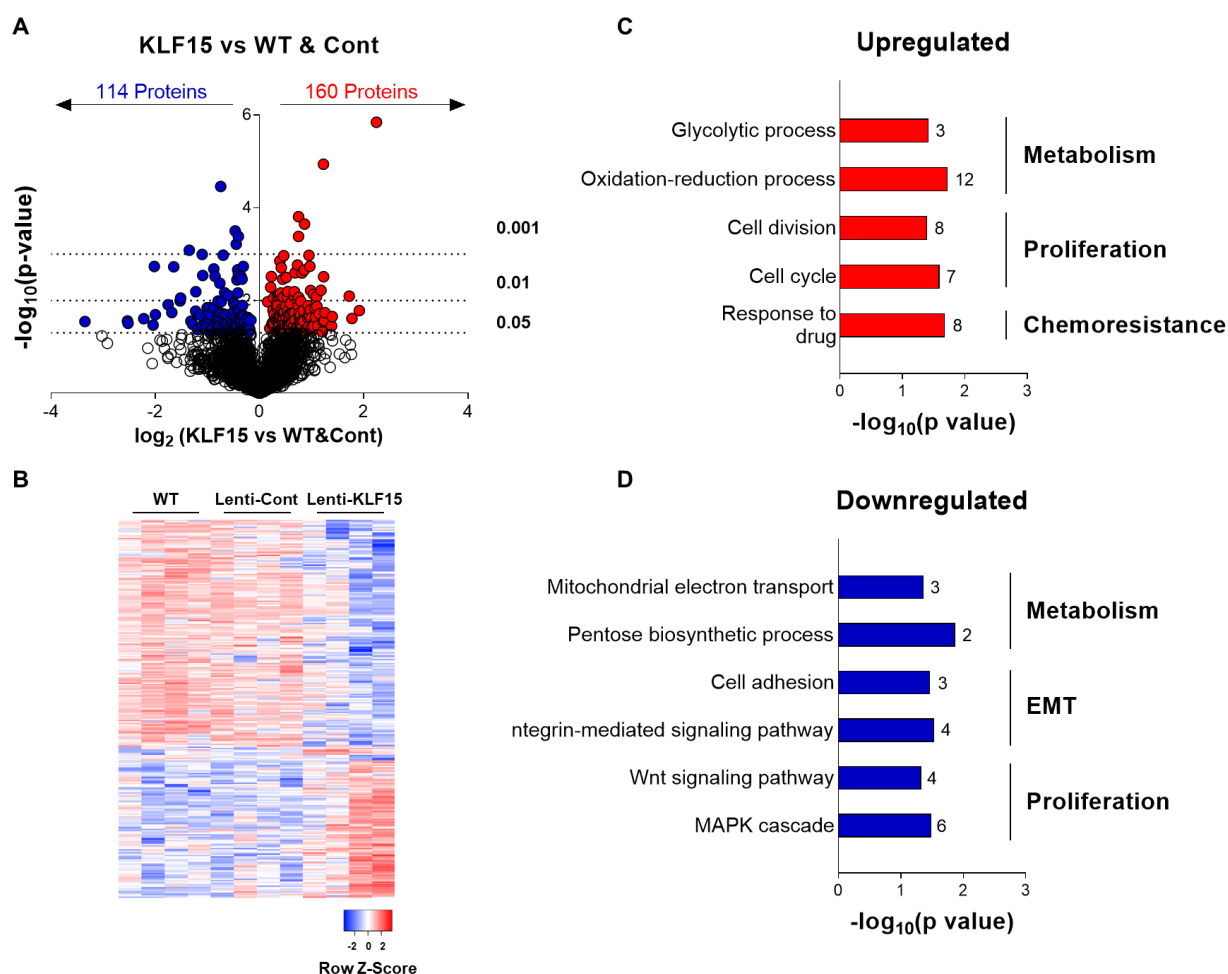 A
KLF15 vs WT & Cont
114 Proteins
160 Proteins
6
4
2
0.001
0.01
0.05
-log10(p-value)
-4
-2
0
2
4
log2 (KLF15 vs WT&Cont)
B
WT
Lenti-Cont
Lenti-KLF15
-2
0
2
Row Z-Score
C
Upregulated
Glycolytic process
3
Oxidation-reduction process
12
Metabolism
Cell division
8
Cell cycle
7
Proliferation
Response to
drug
8
Chemoresistance
0
1
2
3
-log10(p value)
D
Downregulated
Mitochondrial electron transport
3
Pentose biosynthetic process
2
Metabolism
Cell adhesion
3
ntegrin-mediated signaling pathway
4
EMT
Wnt signaling pathway
4
MAPK cascade
6
Proliferation
0
1
2
3
-log10(p value)